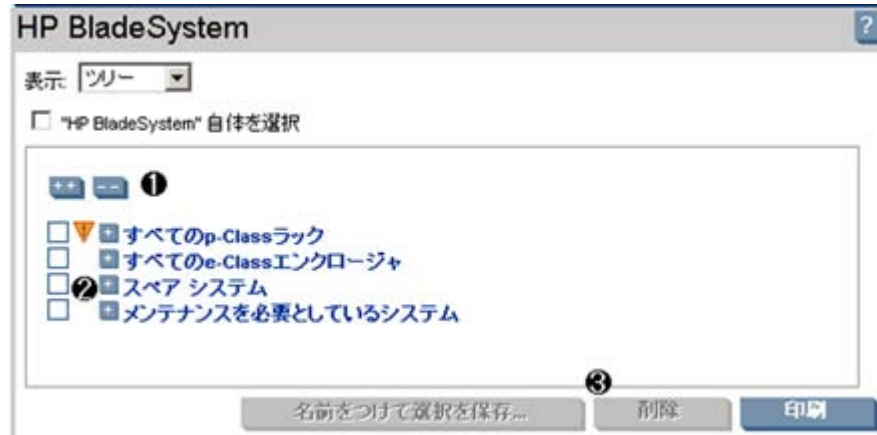 HP BladeSystem ?
表示: ツリー
"HP BladeSystem" 自体を選択
++ -- ❶
! + すべてのp-Classラック
+ すべてのe-Classエンクロージャ
❷ + スペア システム
+ メンテナンスを必要としているシステム
❸
名前をつけて選択を保存... 削除 印刷